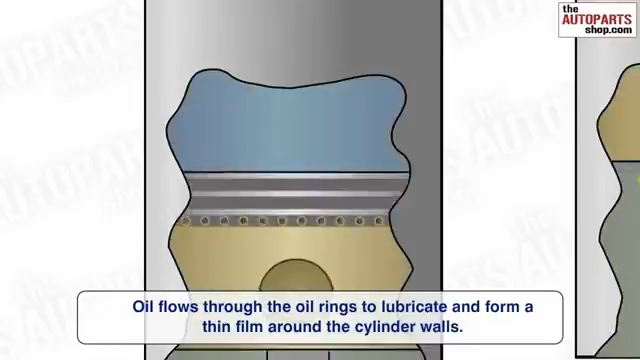 the
AUTOPARTS
shop.com
Oil flows through the oil rings to lubricate and form a
thin film around the cylinder walls.